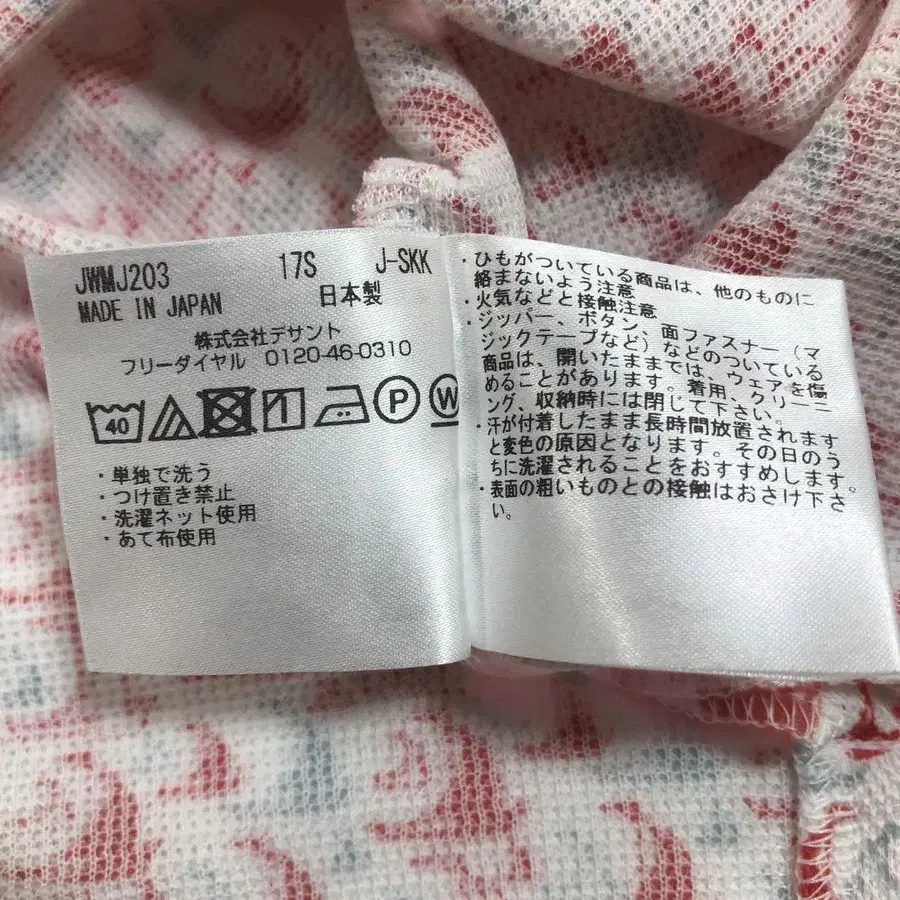 JWMJ203 17S J-SKK
MADE IN JAPAN 日本製
株式会社デサント
フリーダイヤル 0120-46-0310
40 P W
・単独で洗う
・つけ置き禁止
・洗濯ネット使用
・あて布使用
・ひもがついている商品は、他のものに
絡まないよう注意
・火気などと接触注意
・ジッパー、ボタン、面ファスナー（マ
ジックテープなど）などのついている
商品は、開いたままでは、ウェアを傷
めることがあります。着用、クリーニ
ング、収納時には閉じて下さい。
・汗が付着したまま長時間放置されます
と変色の原因となります。その日のう
ちに洗濯されることをおすすめします。
・表面の粗いものとの接触はおさけ下さ
い。